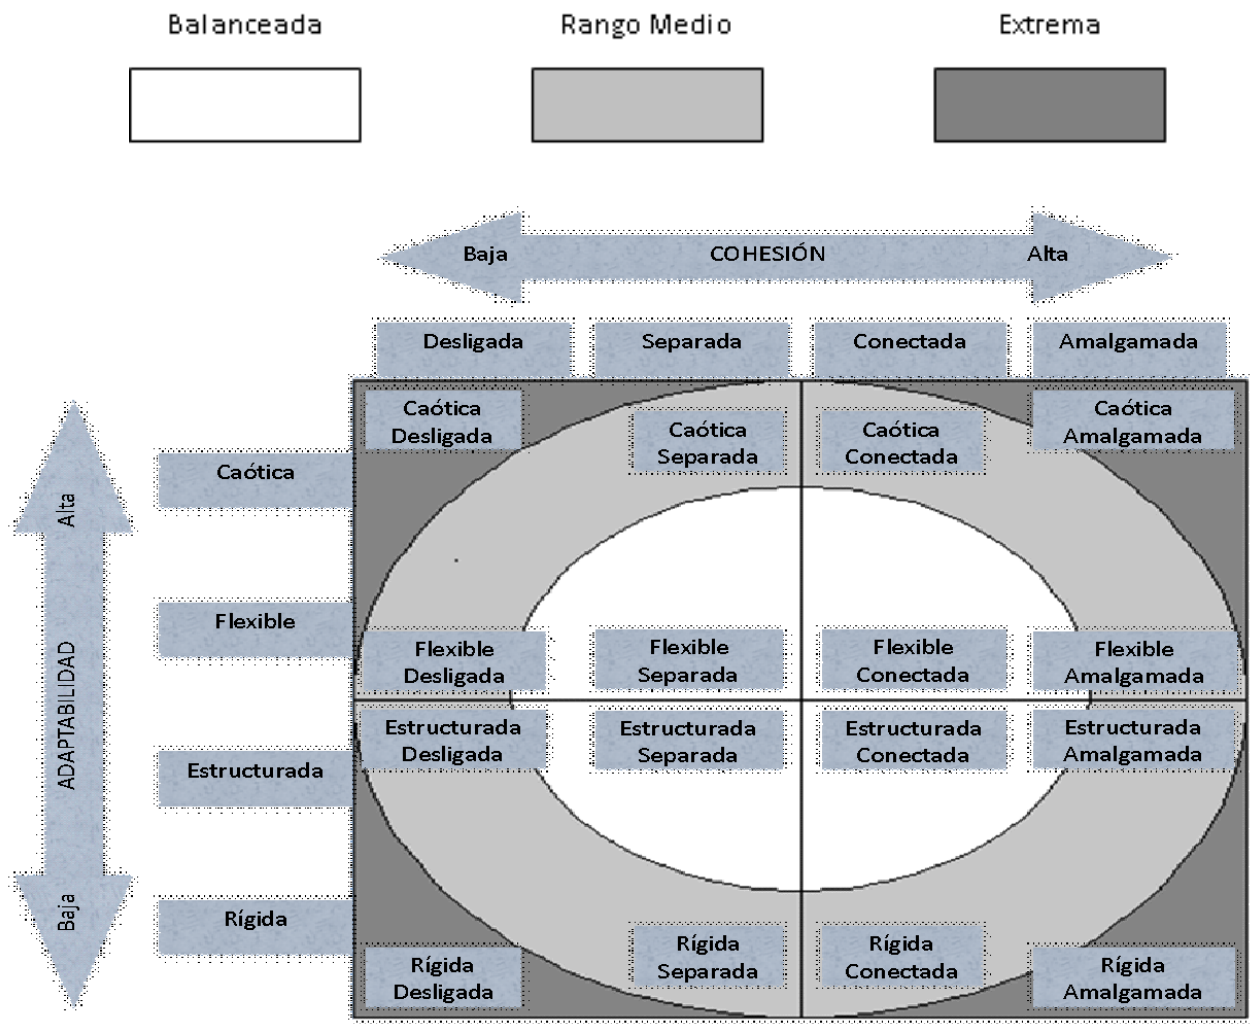 Balanceada
Rango Medio
Extrema
Baja
COHESIÓN
Alta
Desligada
Separada
Conectada
Amalgamada
Alta
ADAPTABILIDAD
Baja
Caótica
Flexible
Estructurada
Rígida
Caótica
Desligada
Caótica
Separada
Caótica
Conectada
Caótica
Amalgamada
Flexible
Desligada
Flexible
Separada
Flexible
Conectada
Flexible
Amalgamada
Estructurada
Desligada
Estructurada
Separada
Estructurada
Conectada
Estructurada
Amalgamada
Rígida
Desligada
Rígida
Separada
Rígida
Conectada
Rígida
Amalgamada